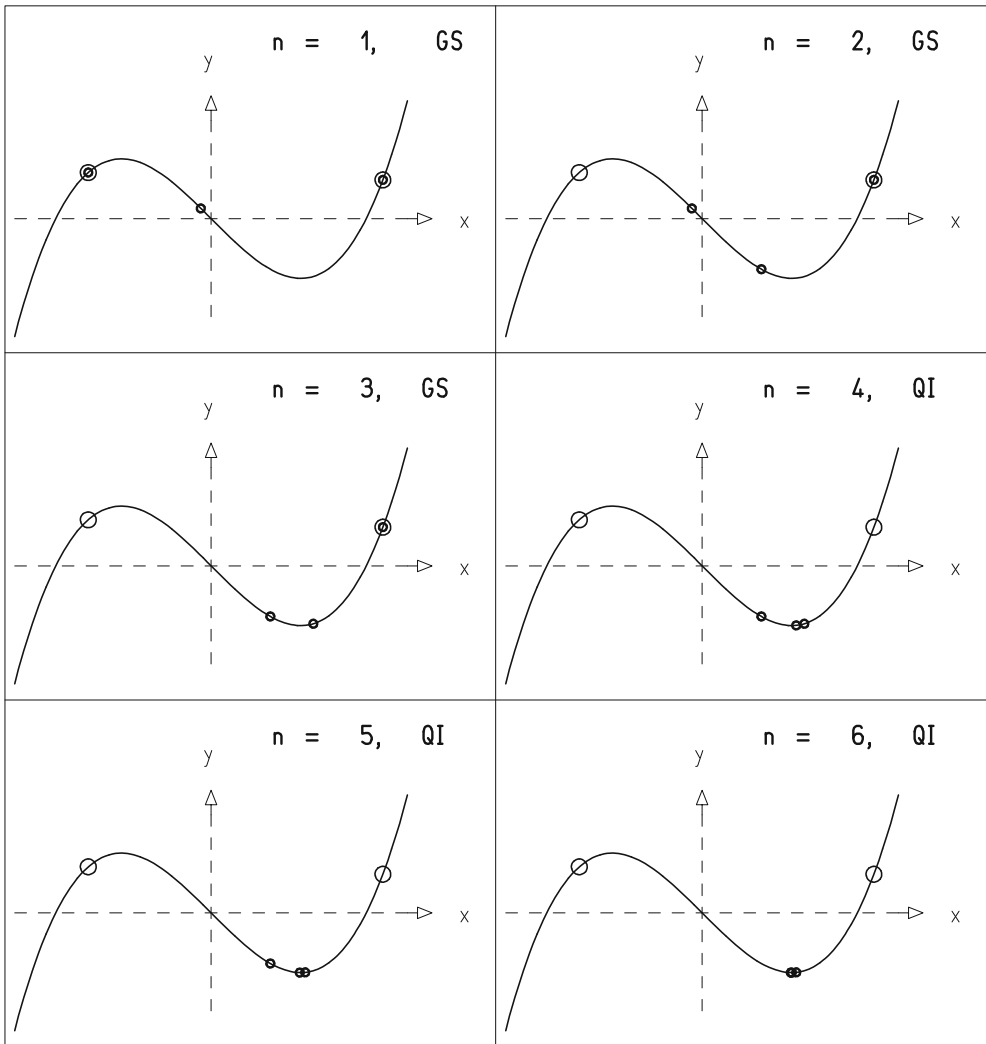 n = 1, GS
y
x
n = 2, GS
y
x
n = 3, GS
y
x
n = 4, QI
y
x
n = 5, QI
y
x
n = 6, QI
y
x